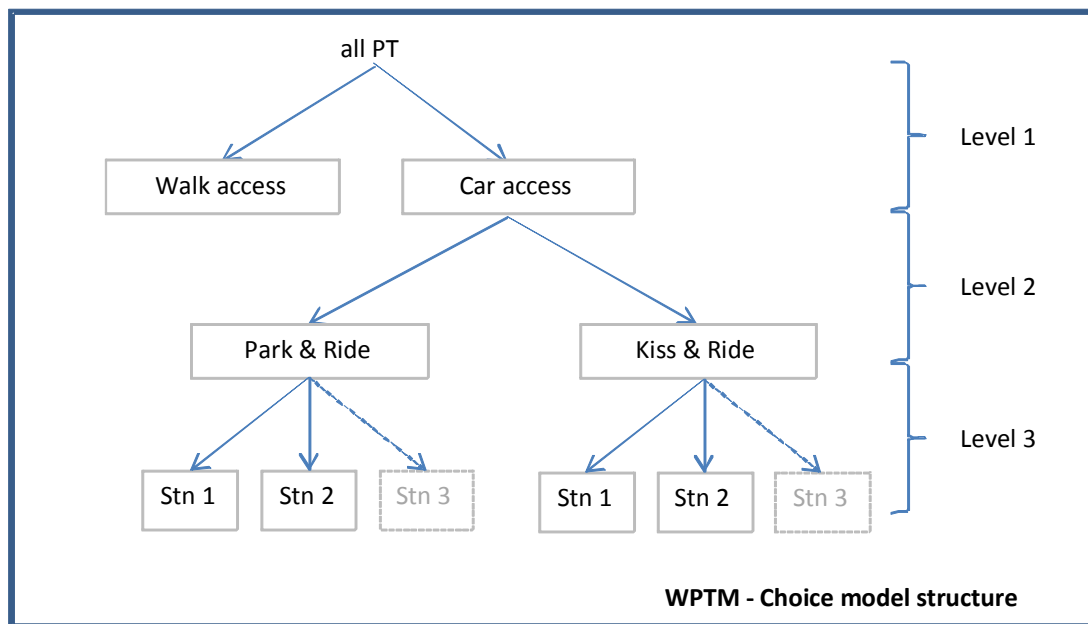 all PT
Level 1
Walk access
Car access
Level 2
Park & Ride
Kiss & Ride
Level 3
Stn 1
Stn 2
Stn 3
Stn 1
Stn 2
Stn 3
WPTM - Choice model structure